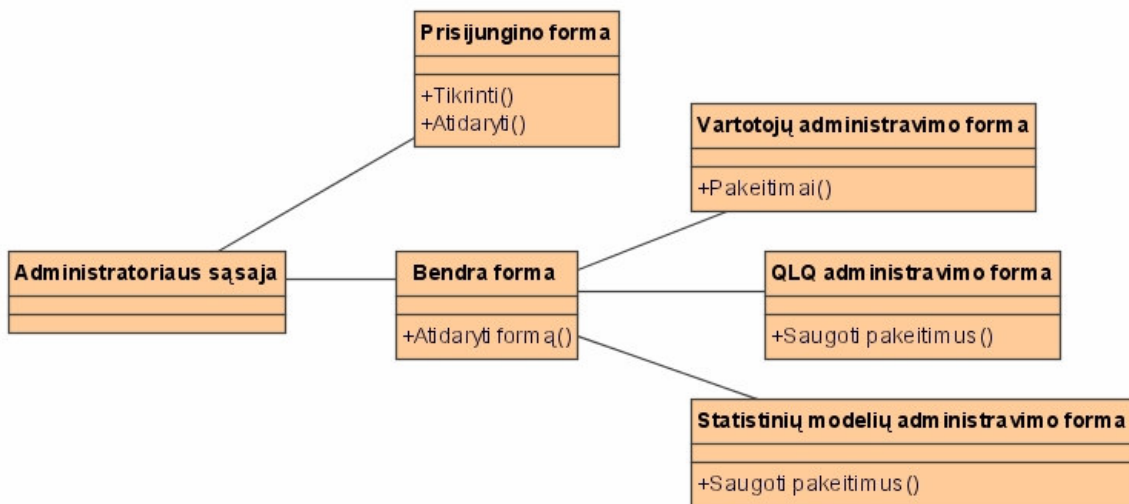 Prisijungino forma
+Tikrinti()
+Atidaryti()
Vartotojų administravimo forma
+Pakeitimai()
Administratoriaus sąsaja
Bendra forma
+Atidaryti formą()
QLQ administravimo forma
+Saugoti pakeitimus()
Statistinių modelių administravimo forma
+Saugoti pakeitimus()